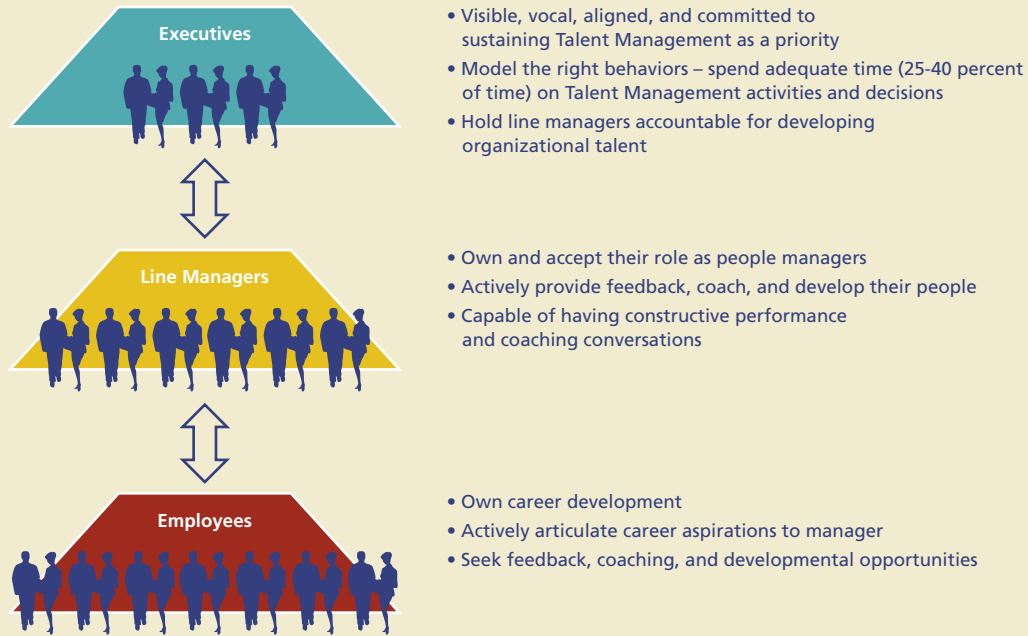 Executives
• Visible, vocal, aligned, and committed to
sustaining Talent Management as a priority
• Model the right behaviors – spend adequate time (25-40 percent
of time) on Talent Management activities and decisions
• Hold line managers accountable for developing
organizational talent
Line Managers
• Own and accept their role as people managers
• Actively provide feedback, coach, and develop their people
• Capable of having constructive performance
and coaching conversations
Employees
• Own career development
• Actively articulate career aspirations to manager
• Seek feedback, coaching, and developmental opportunities